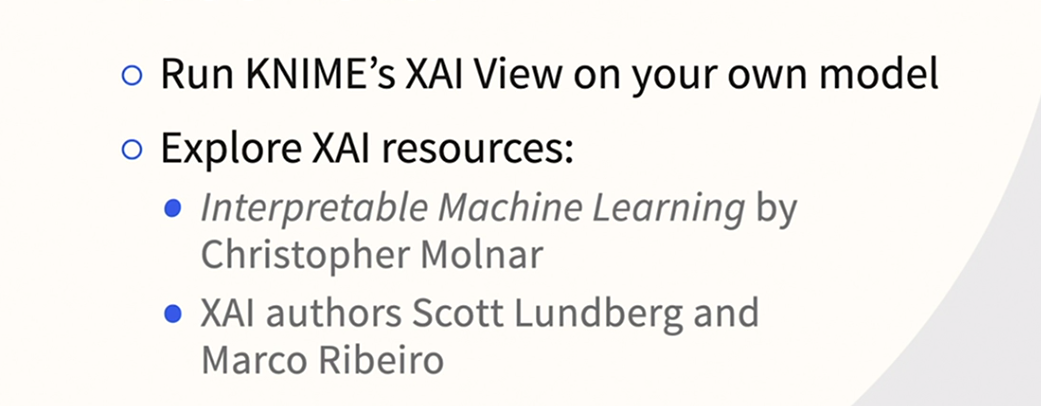 Run KNIME’s XAI View on your own model
Explore XAI resources:
Interpretable Machine Learning by
Christopher Molnar
XAI authors Scott Lundberg and
Marco Ribeiro